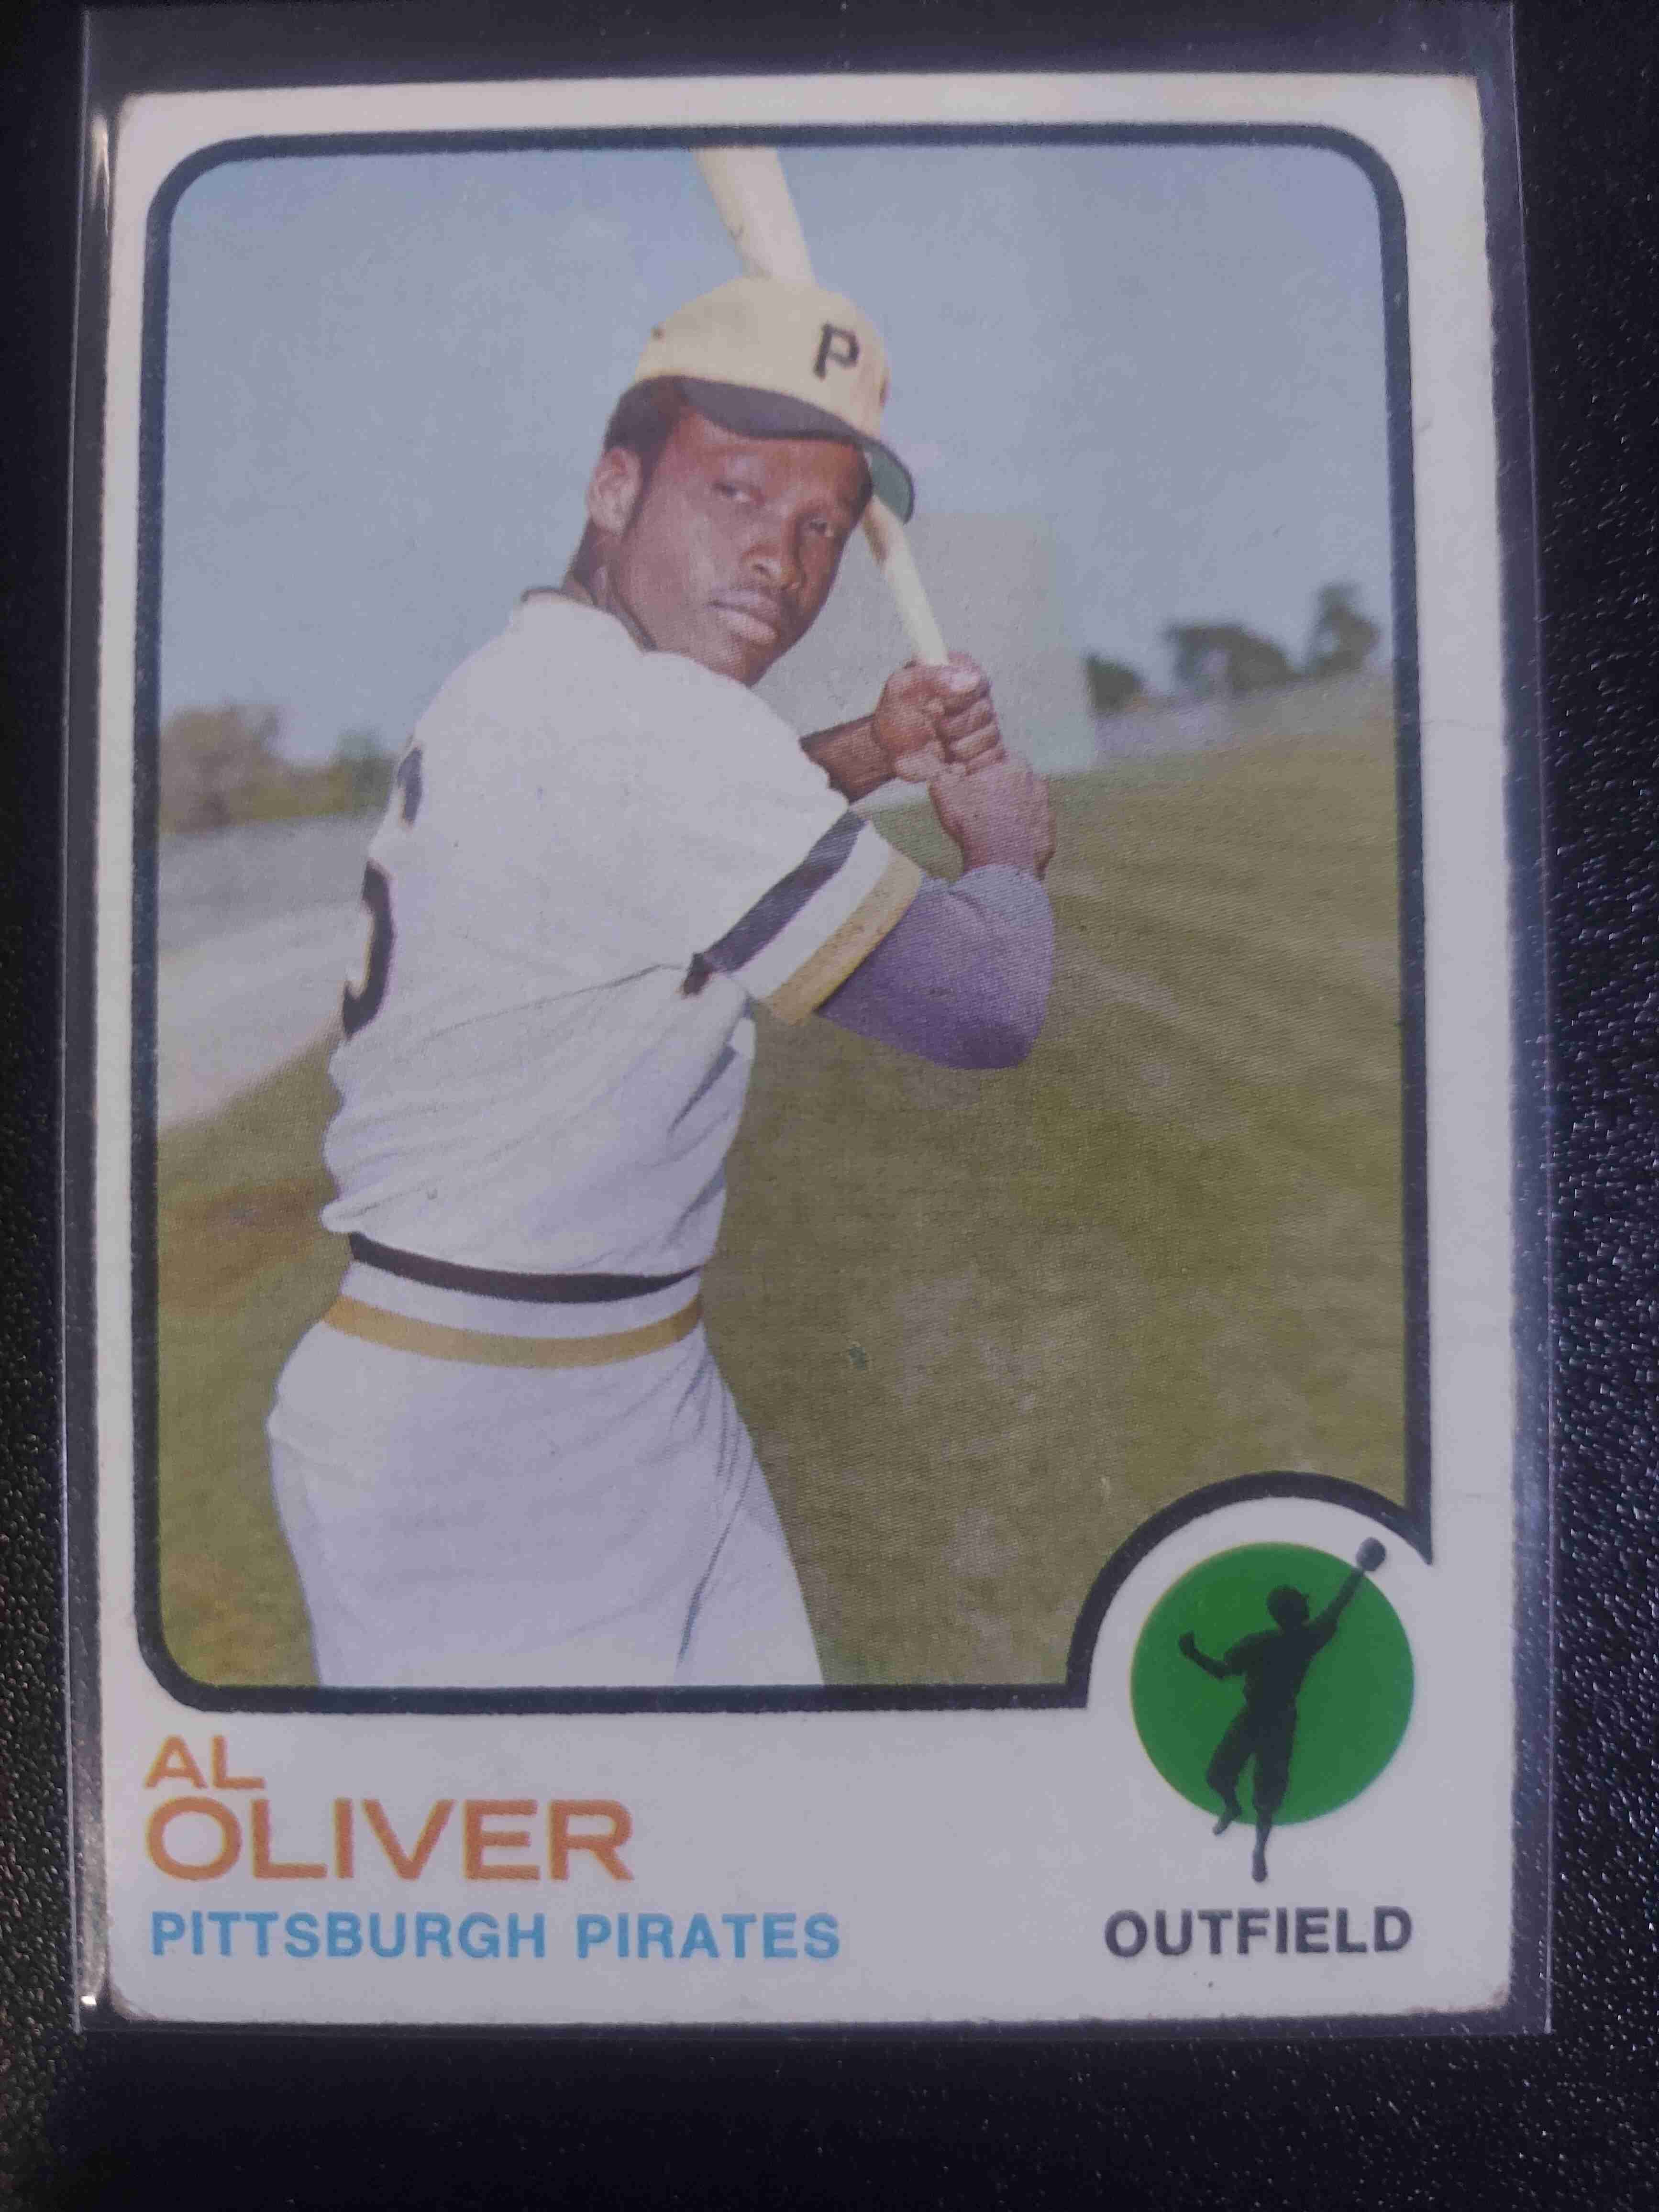 P
AL
OLIVER
PITTSBURGH PIRATES
OUTFIELD